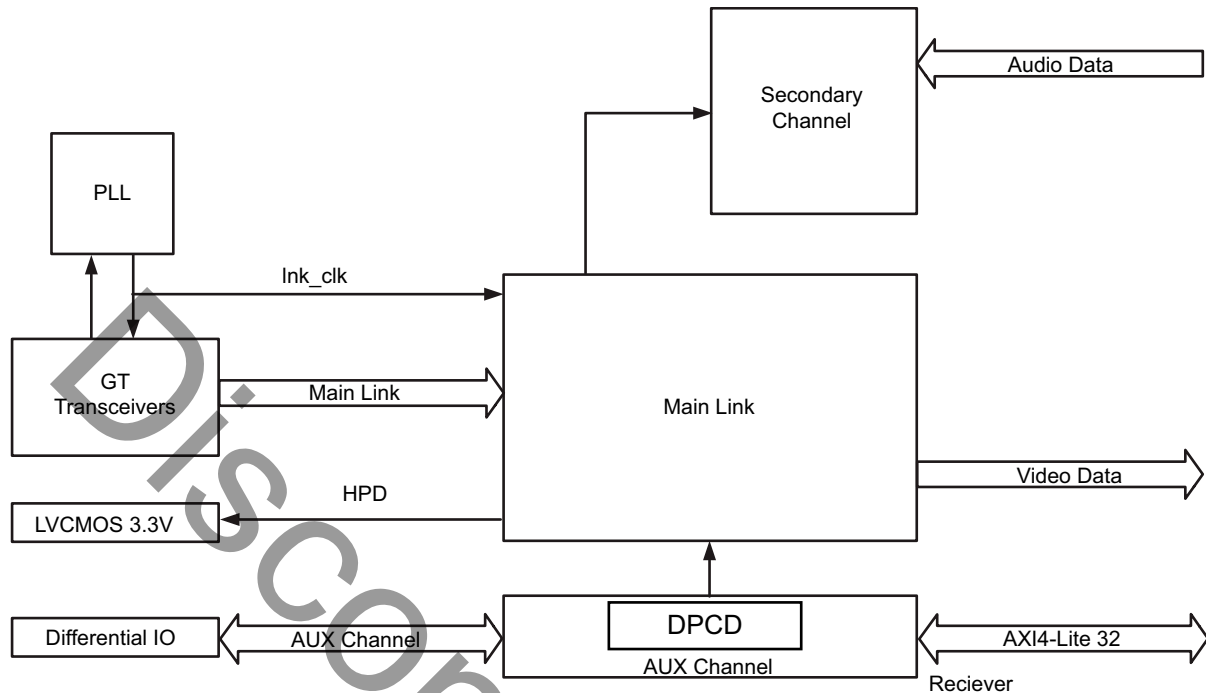 Audio Data
Secondary
Channel
PLL
lnk_clk
GT
Transceivers
Main Link
Main Link
Video Data
HPD
LVCMOS 3.3V
DPCD
Differential IO
AUX Channel
AUX Channel
AXI4-Lite 32
Reciever